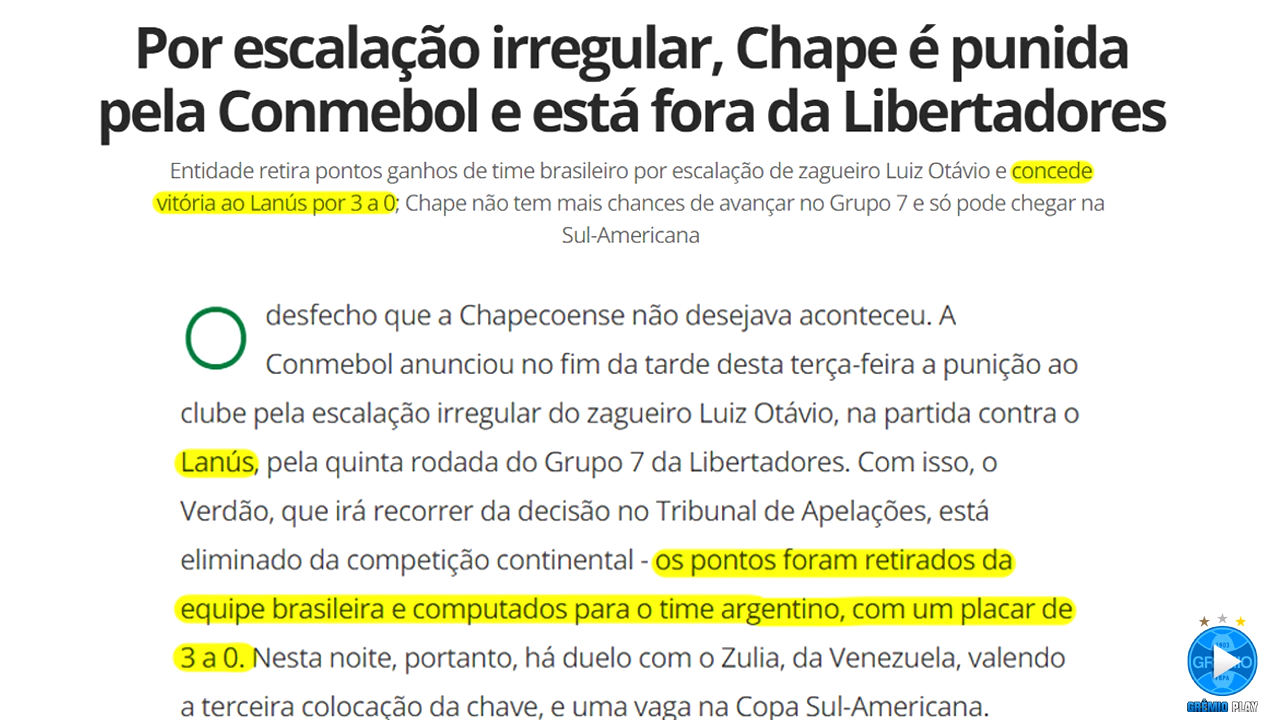 Por escalação irregular, Chape é punida
pela Conmebol e está fora da Libertadores
Entidade retira pontos ganhos de time brasileiro por escalação de zagueiro Luiz Otávio e concede
vitória ao Lanús por 3 a 0; Chape não tem mais chances de avançar no Grupo 7 e só pode chegar na
Sul-Americana
O desfecho que a Chapecoense não desejava aconteceu. A
Conmebol anunciou no fim da tarde desta terça-feira a punição ao
clube pela escalação irregular do zagueiro Luiz Otávio, na partida contra o
Lanús, pela quinta rodada do Grupo 7 da Libertadores. Com isso, o
Verdão, que irá recorrer da decisão no Tribunal de Apelações, está
eliminado da competição continental - os pontos foram retirados da
equipe brasileira e computados para o time argentino, com um placar de
3 a 0. Nesta noite, portanto, há duelo com o Zulia, da Venezuela, valendo
a terceira colocação da chave, e uma vaga na Copa Sul-Americana.
1903
FBPA
GRÊMIO PLAY